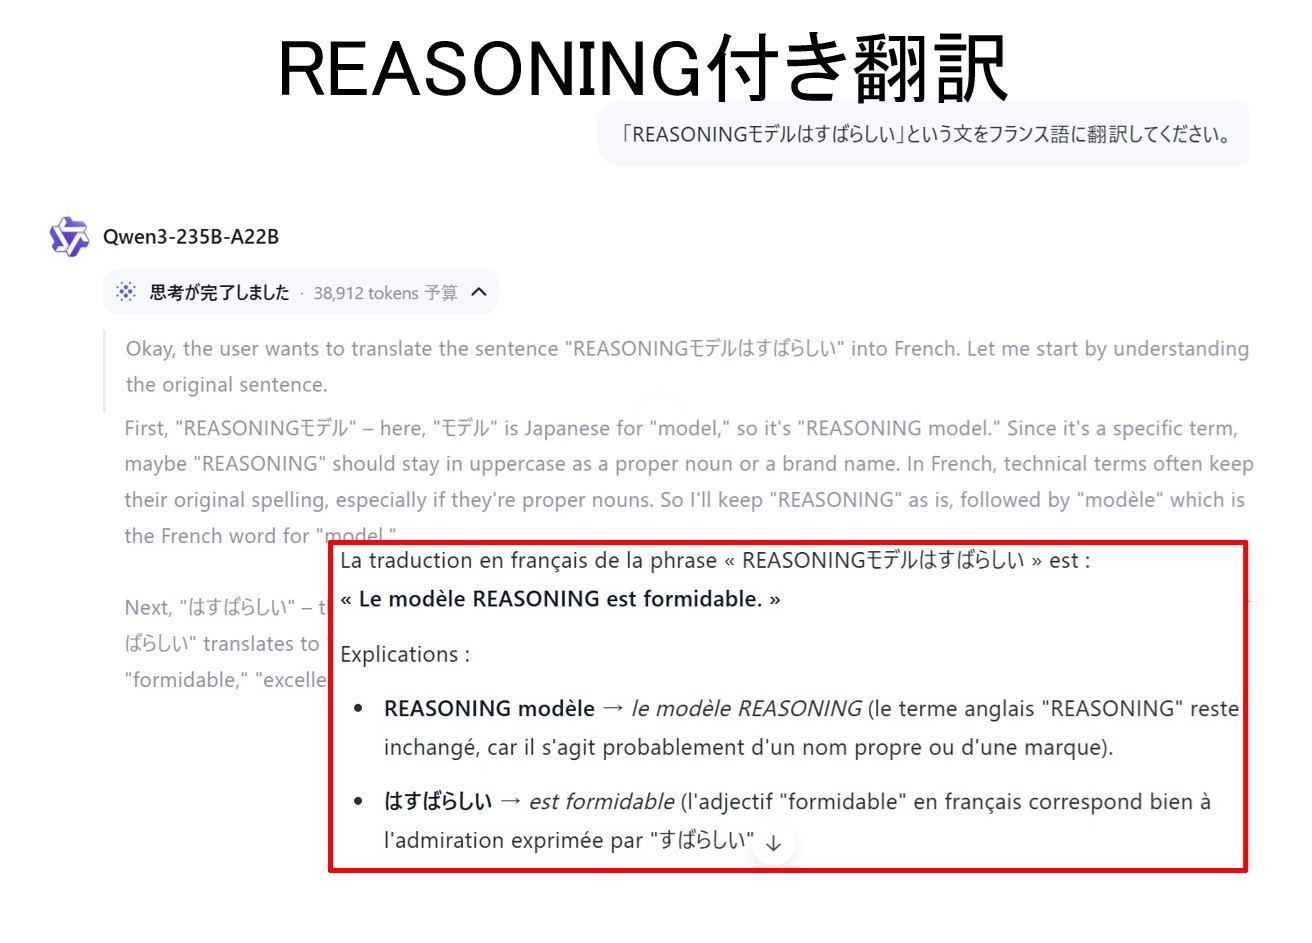 REASONING付き翻訳
「REASONINGモデルはすばらしい」という文をフランス語に翻訳してください。
Qwen3-235B-A22B
思考が完了しました · 38,912 tokens 予算
Okay, the user wants to translate the sentence "REASONINGモデルはすばらしい" into French. Let me start by understanding
the original sentence.
First, "REASONINGモデル" – here, "モデル" is Japanese for "model," so it's "REASONING model." Since it's a specific term,
maybe "REASONING" should stay in uppercase as a proper noun or a brand name. In French, technical terms often keep
their original spelling, especially if they're proper nouns. So I'll keep "REASONING" as is, followed by "modèle" which is
the French word for "model."
Next, "はすばらしい" –
ばらしい" translates to
"formidable,"
La traduction en français de la phrase « REASONINGモデルはすばらしい » est :
« Le modèle REASONING est formidable. »
Explications :
• REASONING modèle → le modèle REASONING (le terme anglais "REASONING" reste
inchangé, car il s'agit probablement d'un nom propre ou d'une marque).
• はすばらしい → est formidable (l'adjectif "formidable" en français correspond bien à
l'admiration exprimée par "すばらしい"